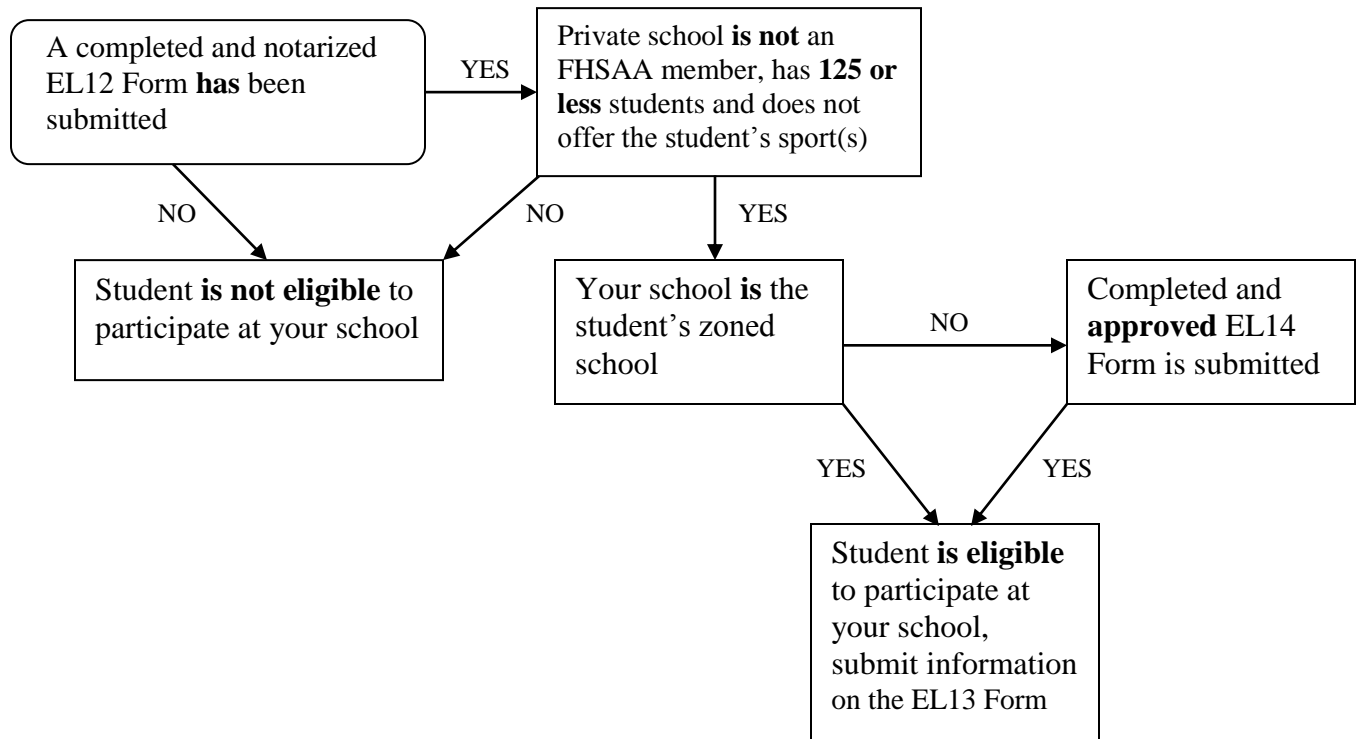 A completed and notarized
EL12 Form has been
submitted
YES
Private school is not an
FHSAA member, has 125 or
less students and does not
offer the student's sport(s)
NO
NO
YES
Student is not eligible to
participate at your school
Your school is the
student's zoned
school
NO
Completed and
approved EL14
Form is submitted
YES
YES
Student is eligible
to participate at
your school,
submit information
on the EL13 Form